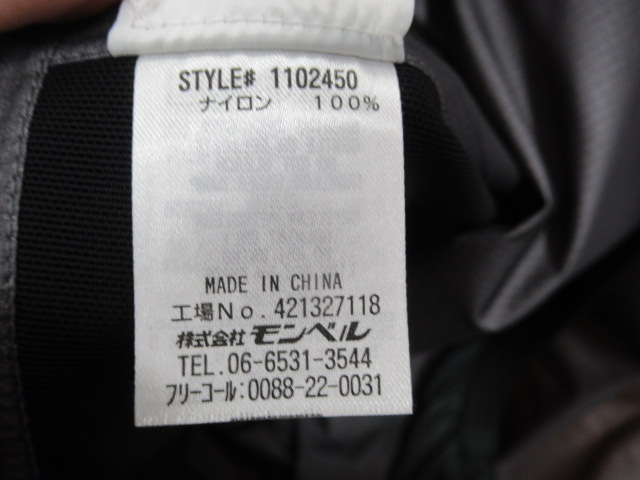 STYLE# 1102450
ナイロン 100%
MADE IN CHINA
工場No.421327118
株式会社 モンベル
TEL.06-6531-3544
フリーコール:0088-22-0031